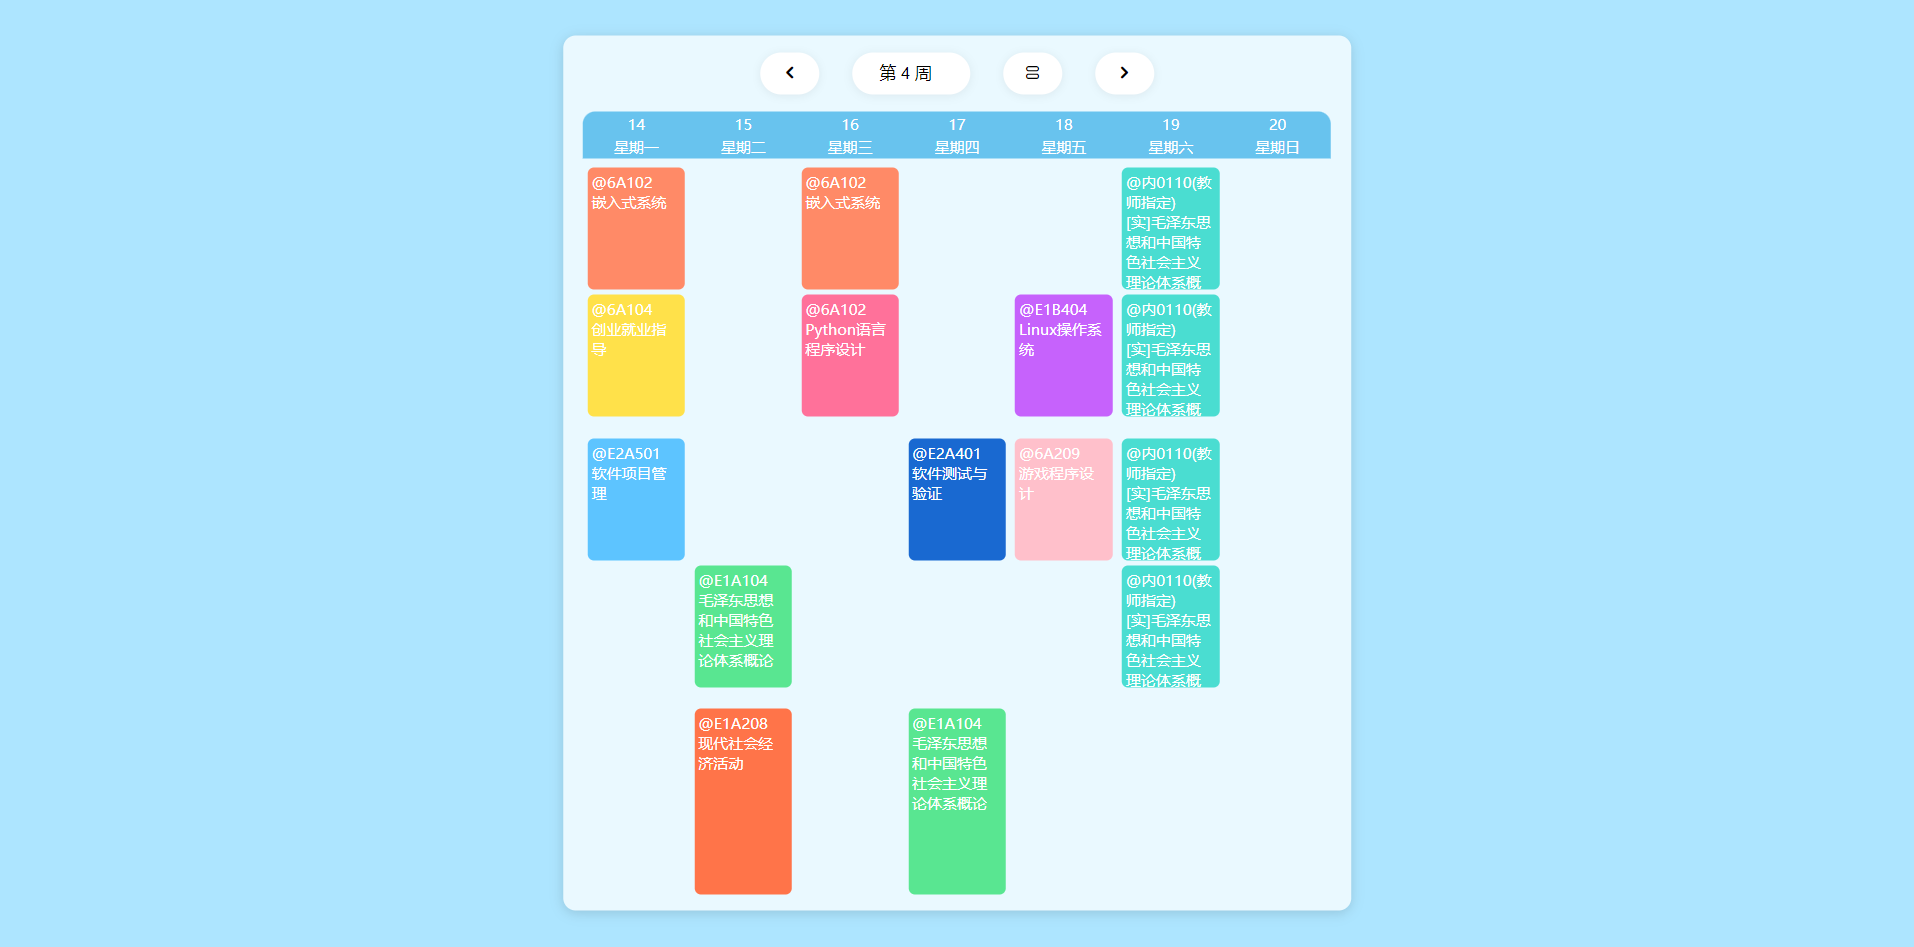 第 4 周
14
星期一
15
星期二
16
星期三
17
星期四
18
星期五
19
星期六
20
星期日
@6A102
嵌入式系统
@6A102
嵌入式系统
@内0110(教
师指定)
[实]毛泽东思
想和中国特
色社会主义
理论体系概
@6A104
创业就业指
导
@6A102
Python语言
程序设计
@E1B404
Linux操作系
统
@内0110(教
师指定)
[实]毛泽东思
想和中国特
色社会主义
理论体系概
@E2A501
软件项目管
理
@E2A401
软件测试与
验证
@6A209
游戏程序设
计
@内0110(教
师指定)
[实]毛泽东思
想和中国特
色社会主义
理论体系概
@E1A104
毛泽东思想
和中国特色
社会主义理
论体系概论
@内0110(教
师指定)
[实]毛泽东思
想和中国特
色社会主义
理论体系概
@E1A208
现代社会经
济活动
@E1A104
毛泽东思想
和中国特色
社会主义理
论体系概论